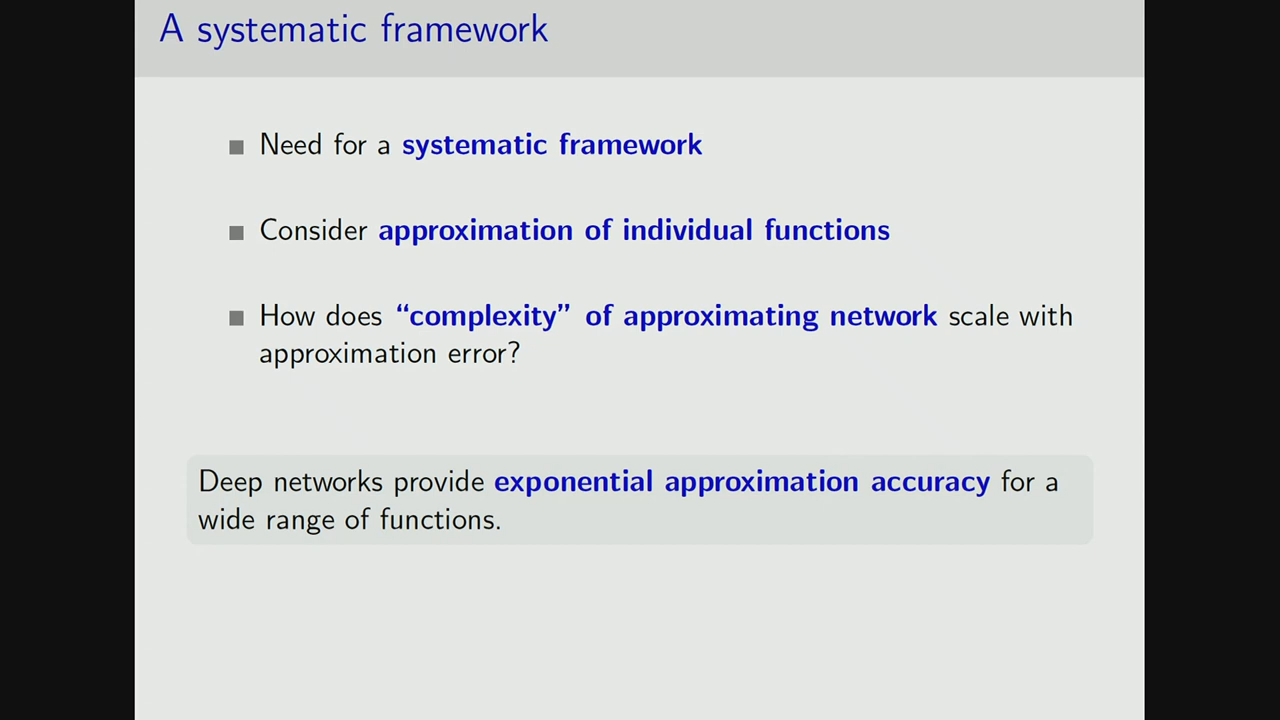 A systematic framework
Need for a systematic framework
Consider approximation of individual functions
How does “complexity” of approximating network scale with
approximation error?
Deep networks provide exponential approximation accuracy for a
wide range of functions.